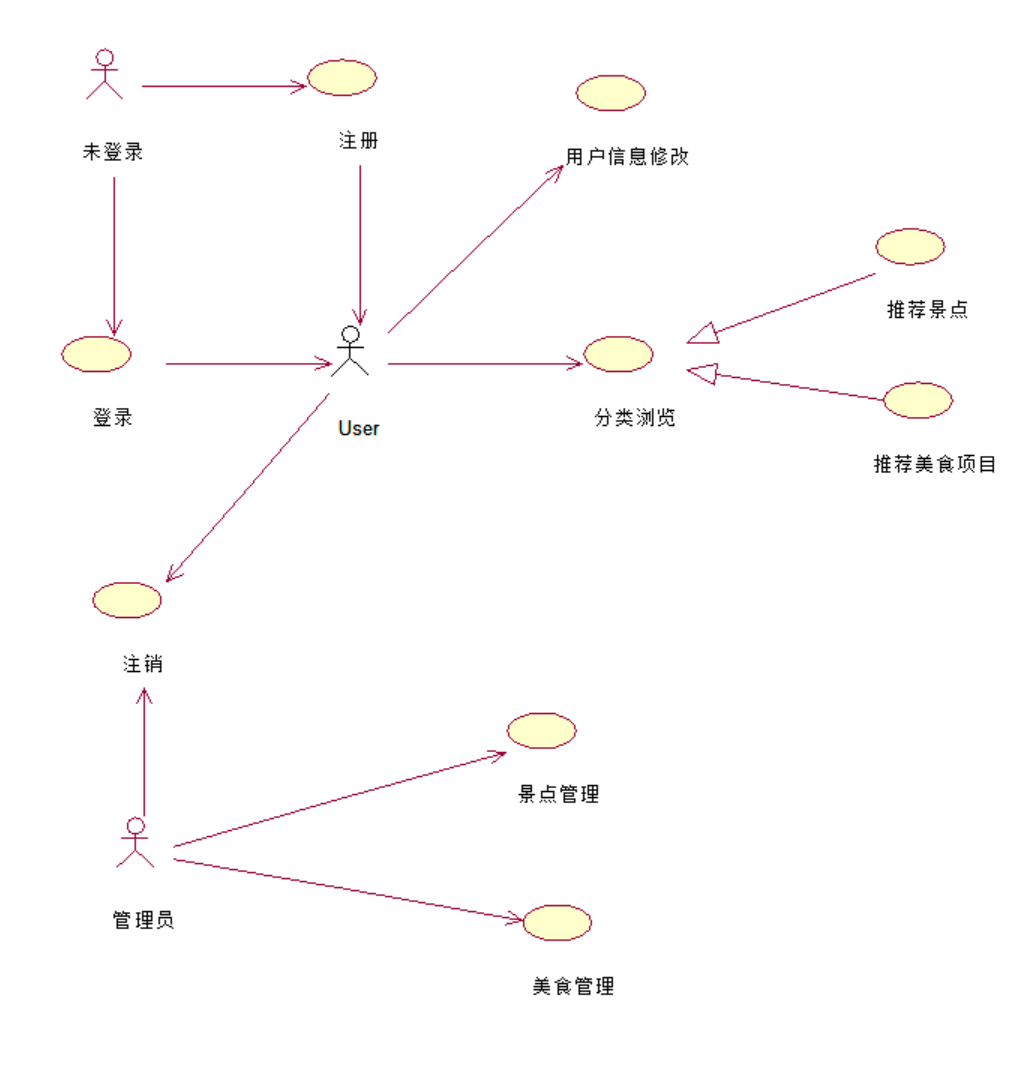 未登录
注册
用户信息修改
推荐景点
登录
User
分类浏览
推荐美食项目
注销
景点管理
管理员
美食管理